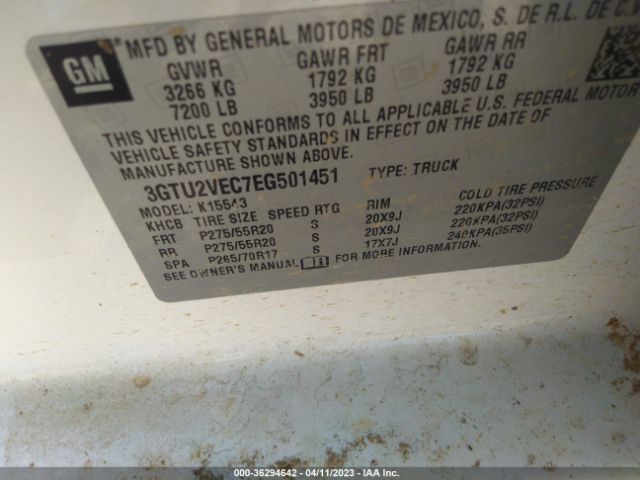 GM
MFD BY GENERAL MOTORS DE MEXICO, S. DE R.L. DE C.
GVWR GAWR FRT GAWR RR
3266 KG 1792 KG 1792 KG
7200 LB 3950 LB 3950 LB
THIS VEHICLE CONFORMS TO ALL APPLICABLE U.S. FEDERAL MOTOR
VEHICLE SAFETY STANDARDS IN EFFECT ON THE DATE OF
MANUFACTURE SHOWN ABOVE.
3GTU2VEC7EG501451 TYPE: TRUCK
MODEL: K15543
KHCB TIRE SIZE SPEED RTG RIM COLD TIRE PRESSURE
FRT P275/55R20 S 20X9J 220KPA(32PSI)
RR P275/55R20 S 20X9J 220KPA(32PSI)
SPA P265/70R17 S 17X7J 240KPA(35PSI)
SEE OWNER'S MANUAL FOR MORE INFORMATION.
000-36294642 - 04/11/2023 - IAA Inc.